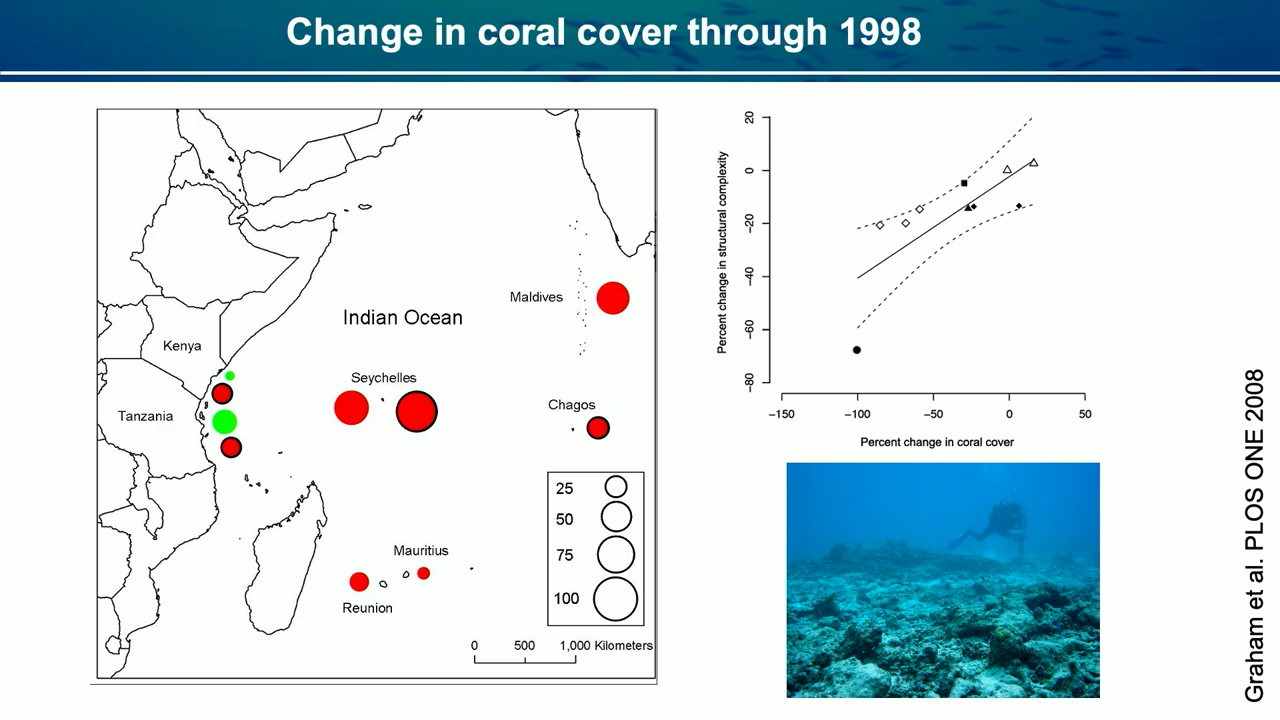 Change in coral cover through 1998
Maldives
Indian Ocean
Kenya
Seychelles
Tanzania
Chagos
25
50
75
100
Mauritius
Reunion
0 500 1,000 Kilometers
Percent change in structural complexity
20
0
-20
-40
-60
-80
-150 -100 -50 0 50
Percent change in coral cover
Graham et al. PLOS ONE 2008